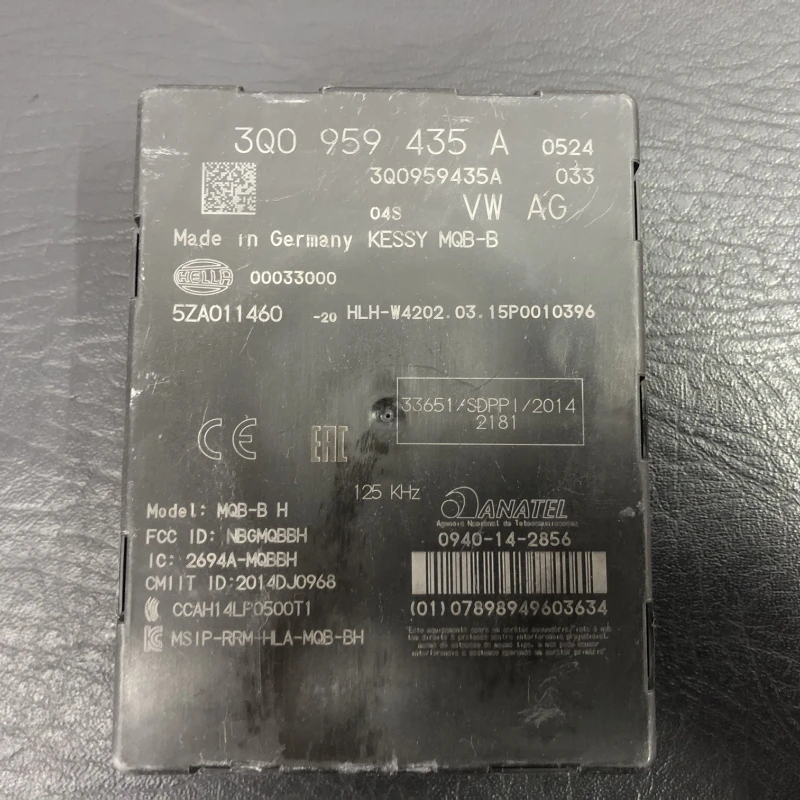 3Q0 959 435 A 0524
3Q0959435A 033
04S VW AG
Made in Germany KESSY MQB-B
HELLA 00033000
5ZA011460 -20 HLH-W4202.03.15P0010396
33651/SDPPI/2014
2181
CE EAC
125 KHz ANATEL
Model: MQB-B H
FCC ID: NBGMQBBH
0940-14-2856
IC: 2694A-MQBBH
CMIIT ID:2014DJ0968
CCAH14LP0500T1
(01)07898949603634
MSIP-RRM-HLA-MQB-BH